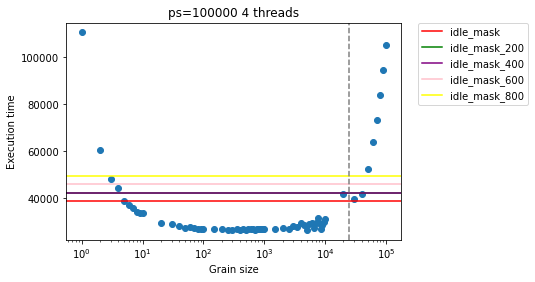 ps=100000 4 threads
Execution time
100000
80000
60000
40000
10⁰
10¹
10²
10³
10⁴
10⁵
Grain size
idle_mask
idle_mask_200
idle_mask_400
idle_mask_600
idle_mask_800